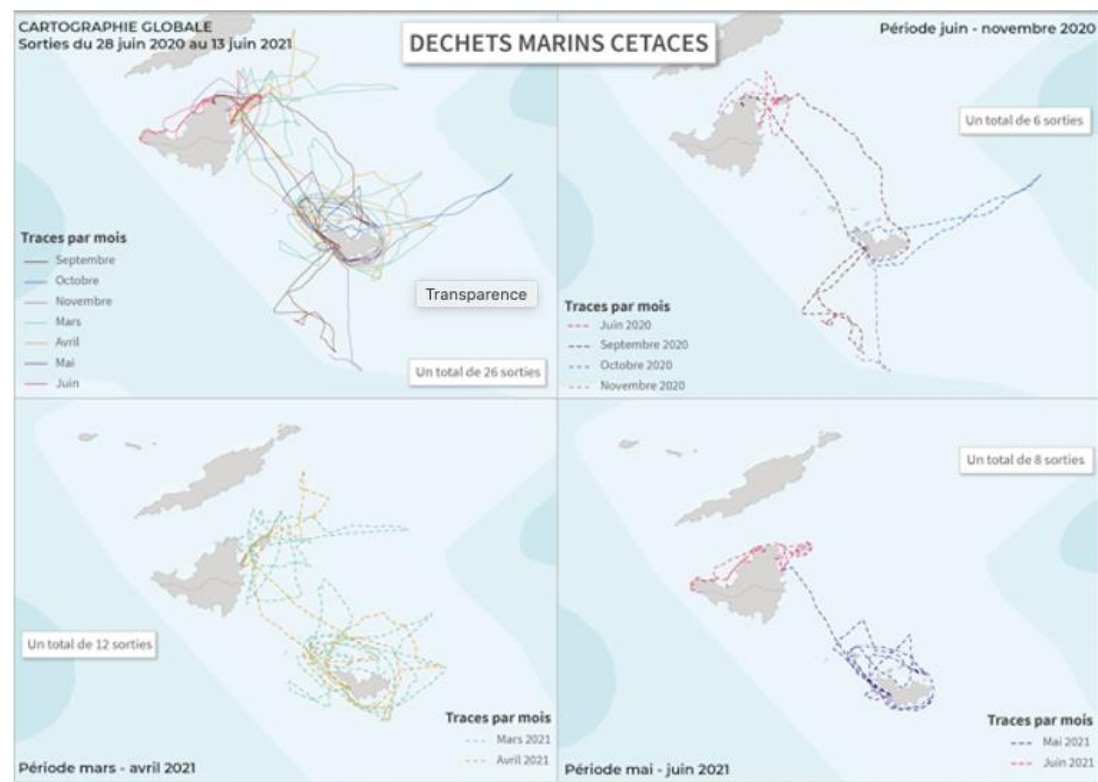 CARTOGRAPHIE GLOBALE
Sorties du 28 juin 2020 au 13 juin 2021
DECHETS MARINS CETACES
Période juin - novembre 2020
Un total de 6 sorties
Traces par mois
Septembre
Octobre
Novembre
Mars
Avril
Mai
Juin
Transparence
Un total de 26 sorties
Traces par mois
Juin 2020
Septembre 2020
Octobre 2020
Novembre 2020
Un total de 12 sorties
Traces par mois
Mars 2021
Avril 2021
Période mars - avril 2021
Un total de 8 sorties
Traces par mois
Mai 2021
Juin 2021
Période mai - juin 2021